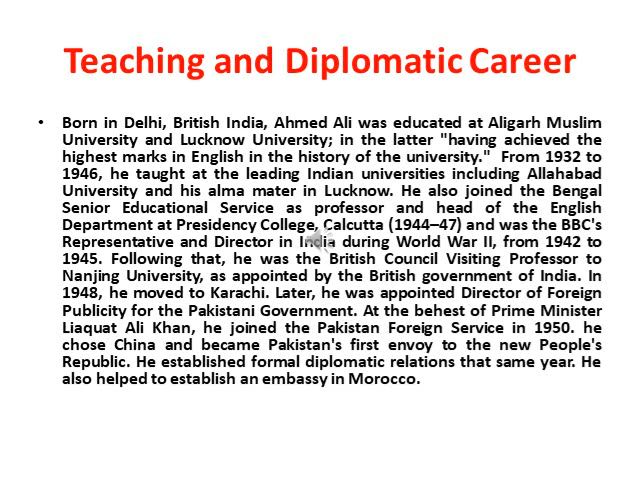 Teaching and Diplomatic Career
• Born in Delhi, British India, Ahmed Ali was educated at Aligarh Muslim
University and Lucknow University; in the latter "having achieved the
highest marks in English in the history of the university."  From 1932 to
1946, he taught at the leading Indian universities including Allahabad
University and his alma mater in Lucknow. He also joined the Bengal
Senior Educational Service as professor and head of the English
Department at Presidency College, Calcutta (1944–47) and was the BBC's
Representative and Director in India during World War II, from 1942 to
1945. Following that, he was the British Council Visiting Professor to
Nanjing University, as appointed by the British government of India. In
1948, he moved to Karachi. Later, he was appointed Director of Foreign
Publicity for the Pakistani Government. At the behest of Prime Minister
Liaquat Ali Khan, he joined the Pakistan Foreign Service in 1950. he
chose China and became Pakistan's first envoy to the new People's
Republic. He established formal diplomatic relations that same year. He
also helped to establish an embassy in Morocco.